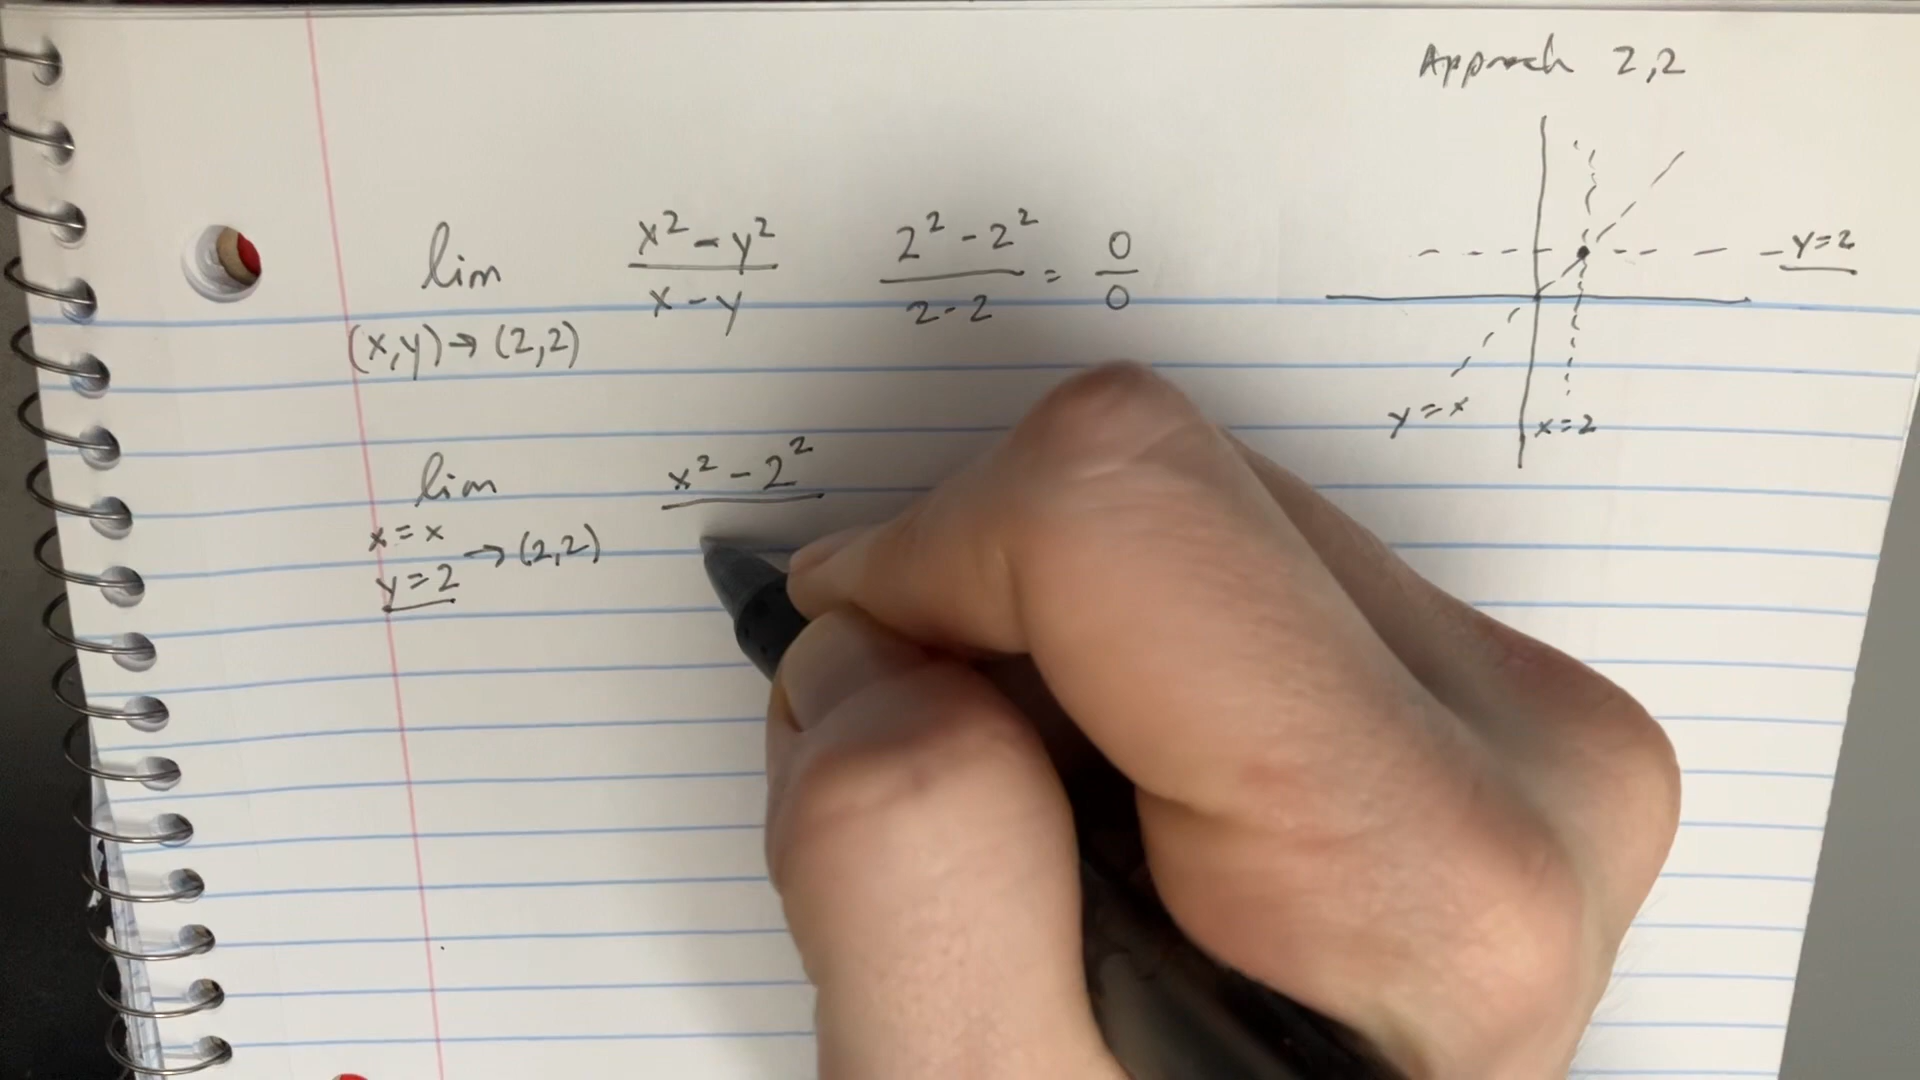 Approach 2,2
lim (x,y)→(2,2) x²-y² / x-y 2²-2² / 2-2 = 0/0
y=2
y=x
x=2
lim x=x y=2 →(2,2) x²-2²